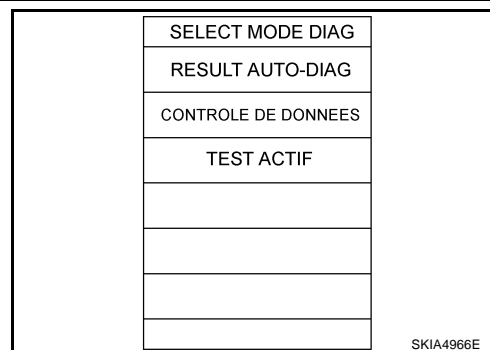 SELECT MODE DIAG
RESULT AUTO-DIAG
CONTROLE DE DONNEES
TEST ACTIF
SKIA4966E